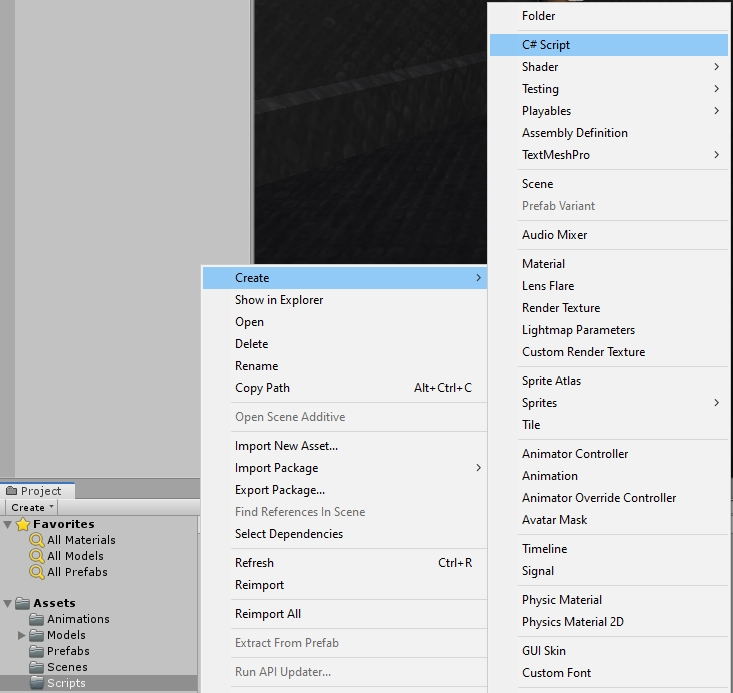 Folder
C# Script
Shader
Testing
Playables
Assembly Definition
TextMeshPro
Scene
Prefab Variant
Audio Mixer
Material
Lens Flare
Render Texture
Lightmap Parameters
Custom Render Texture
Sprite Atlas
Sprites
Tile
Animator Controller
Animation
Animator Override Controller
Avatar Mask
Timeline
Signal
Physic Material
Physics Material 2D
GUI Skin
Custom Font
Create
Show in Explorer
Open
Delete
Rename
Copy Path Alt+Ctrl+C
Open Scene Additive
Import New Asset...
Import Package
Export Package...
Find References In Scene
Select Dependencies
Refresh Ctrl+R
Reimport
Reimport All
Extract From Prefab
Run API Updater...
Project
Create
Favorites
All Materials
All Models
All Prefabs
Assets
Animations
Models
Prefabs
Scenes
Scripts